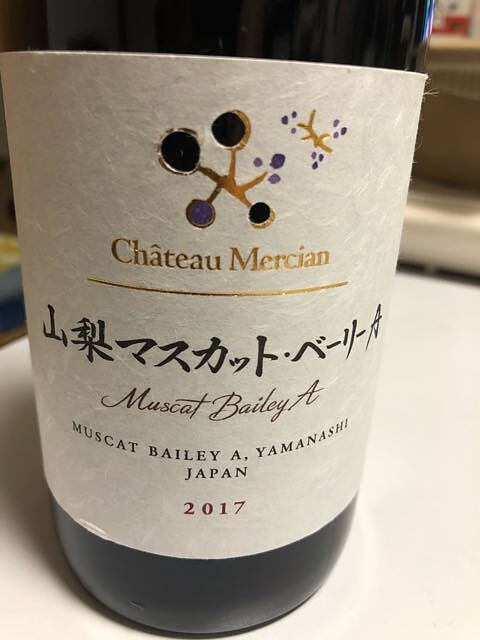 Château Mercian
山梨マスカット・ベーリーA
Muscat Bailey A
MUSCAT BAILEY A, YAMANASHI
JAPAN
2017